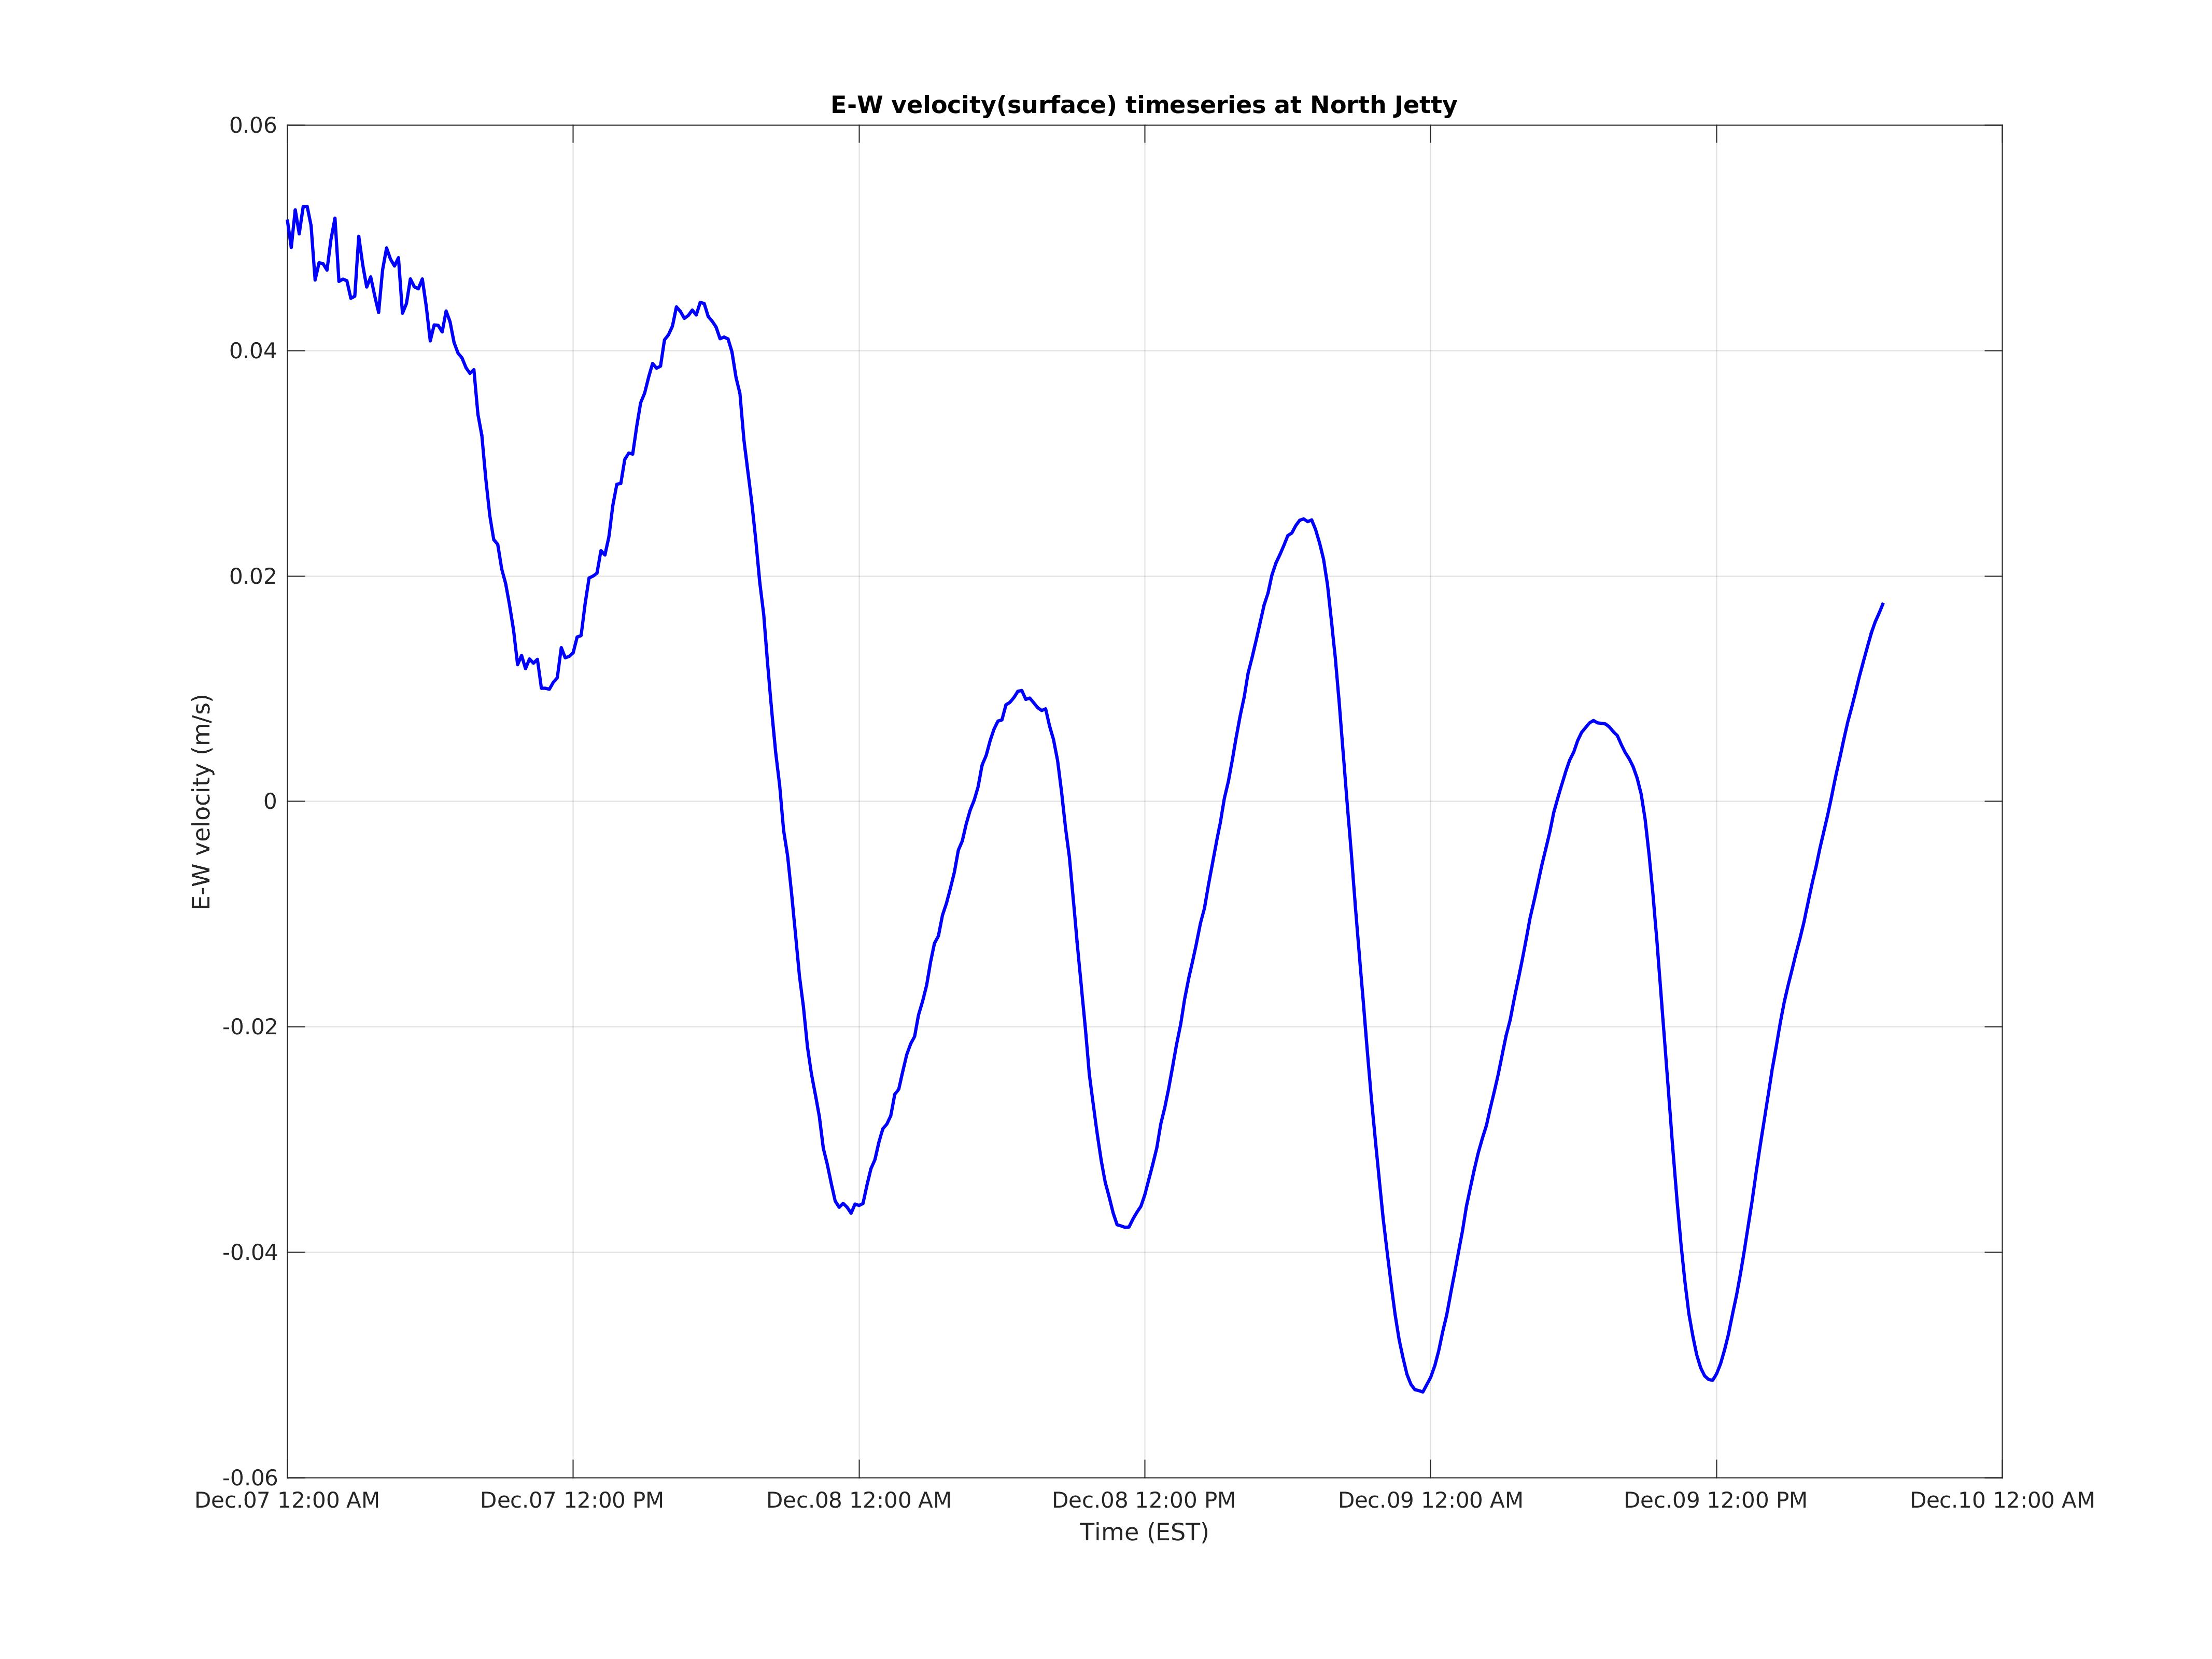 E-W velocity(surface) timeseries at North Jetty
0.06
0.04
0.02
0
-0.02
-0.04
-0.06
E-W velocity (m/s)
Dec.07 12:00 AM Dec.07 12:00 PM Dec.08 12:00 AM Dec.08 12:00 PM Dec.09 12:00 AM Dec.09 12:00 PM Dec.10 12:00 AM
Time (EST)